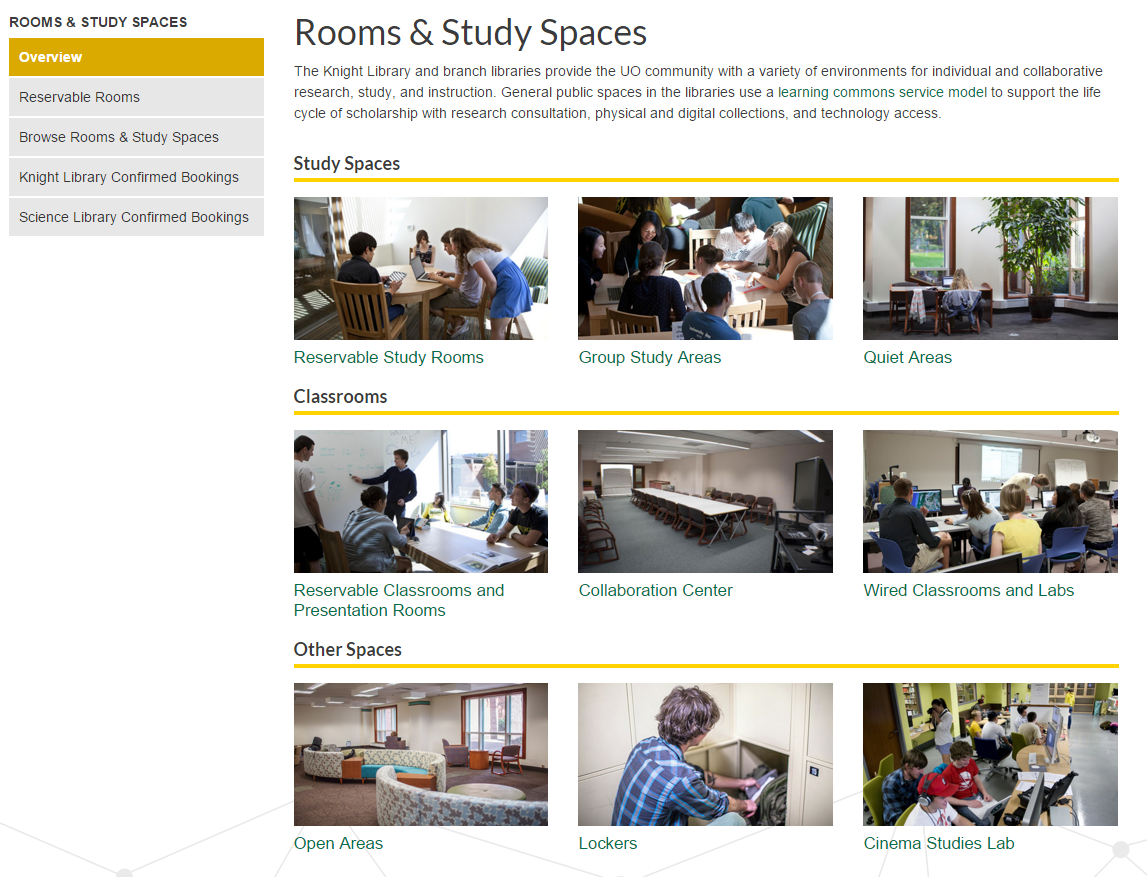 ROOMS & STUDY SPACES
Overview
Reservable Rooms
Browse Rooms & Study Spaces
Knight Library Confirmed Bookings
Science Library Confirmed Bookings
Rooms & Study Spaces
The Knight Library and branch libraries provide the UO community with a variety of environments for individual and collaborative
research, study, and instruction. General public spaces in the libraries use a learning commons service model to support the life
cycle of scholarship with research consultation, physical and digital collections, and technology access.
Study Spaces
Reservable Study Rooms
Group Study Areas
Quiet Areas
Classrooms
Reservable Classrooms and
Presentation Rooms
Collaboration Center
Wired Classrooms and Labs
Other Spaces
Open Areas
Lockers
Cinema Studies Lab